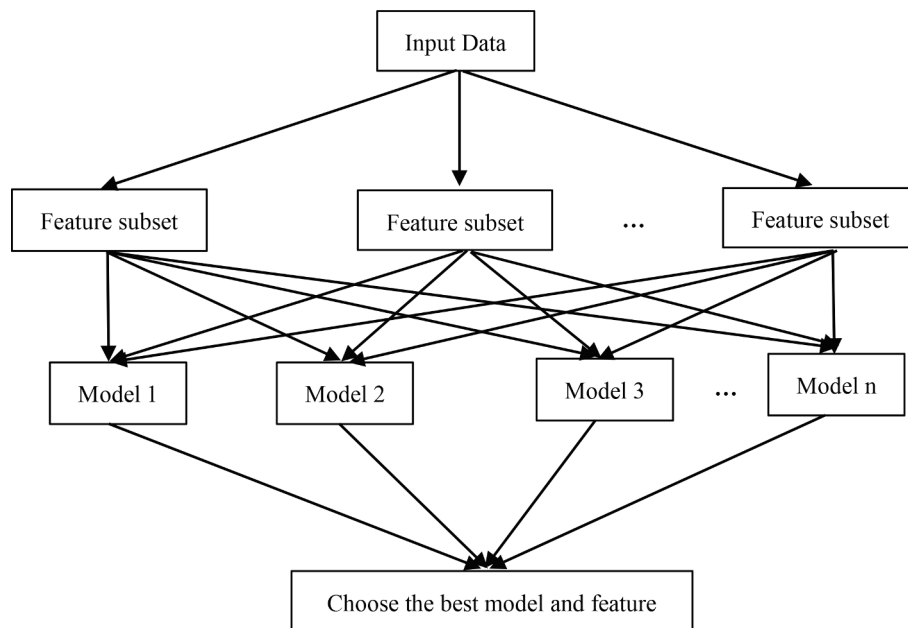 Input Data
Feature subset
Feature subset
...
Feature subset
Model 1
Model 2
Model 3
...
Model n
Choose the best model and feature